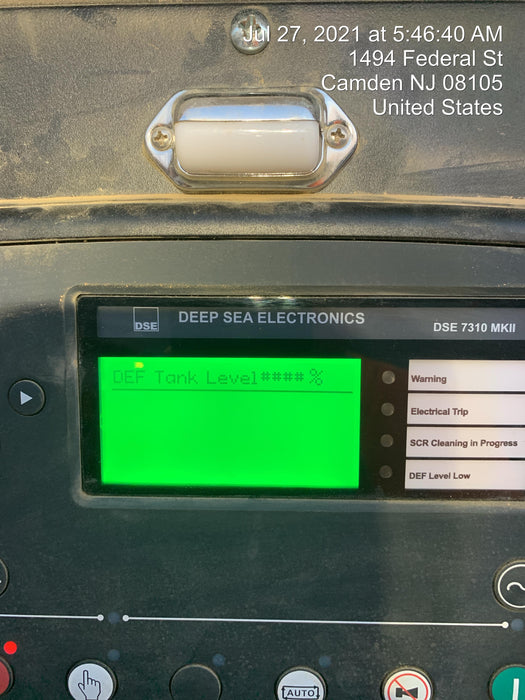 Jul 27, 2021 at 5:46:40 AM
1494 Federal St
Camden NJ 08105
United States
DSE
DEEP SEA ELECTRONICS
DSE 7310 MKII
DEF Tank Level#### %
Warning
Electrical Trip
SCR Cleaning in Progress
DEF Level Low
AUTO